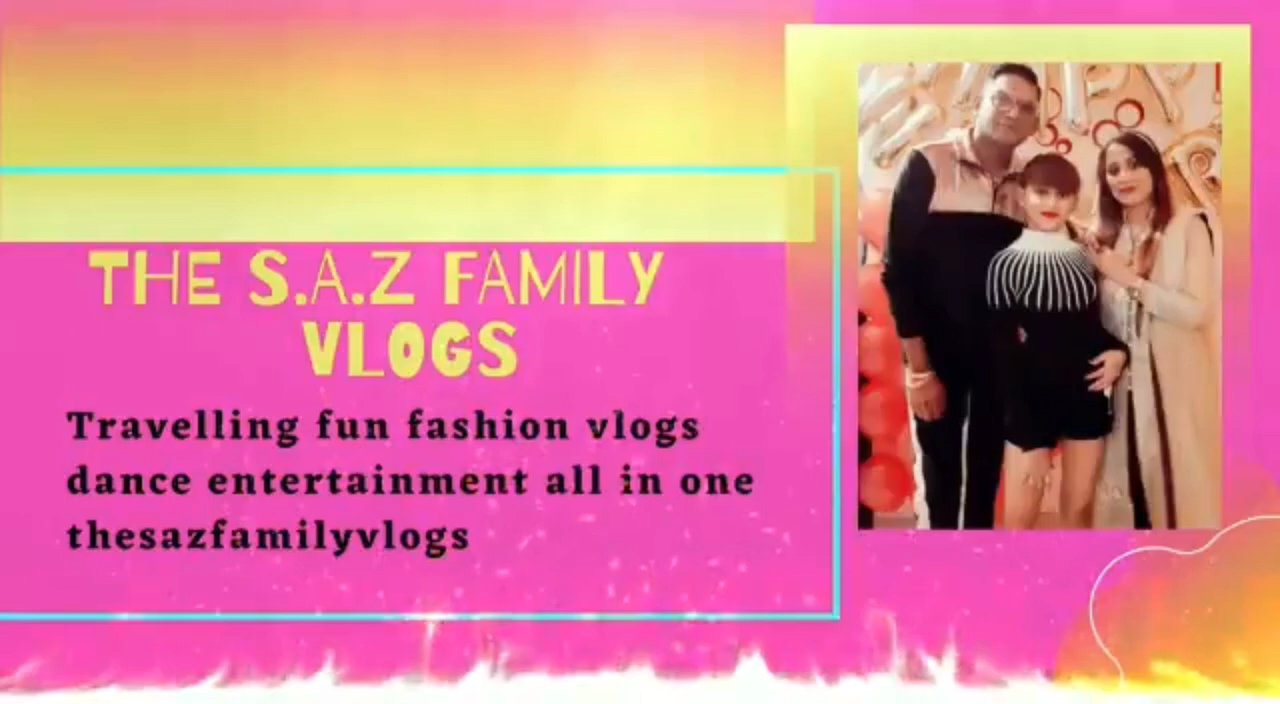 THE S.A.Z FAMILY
VLOGS
Travelling fun fashion vlogs
dance entertainment all in one
thesazfamilyvlogs